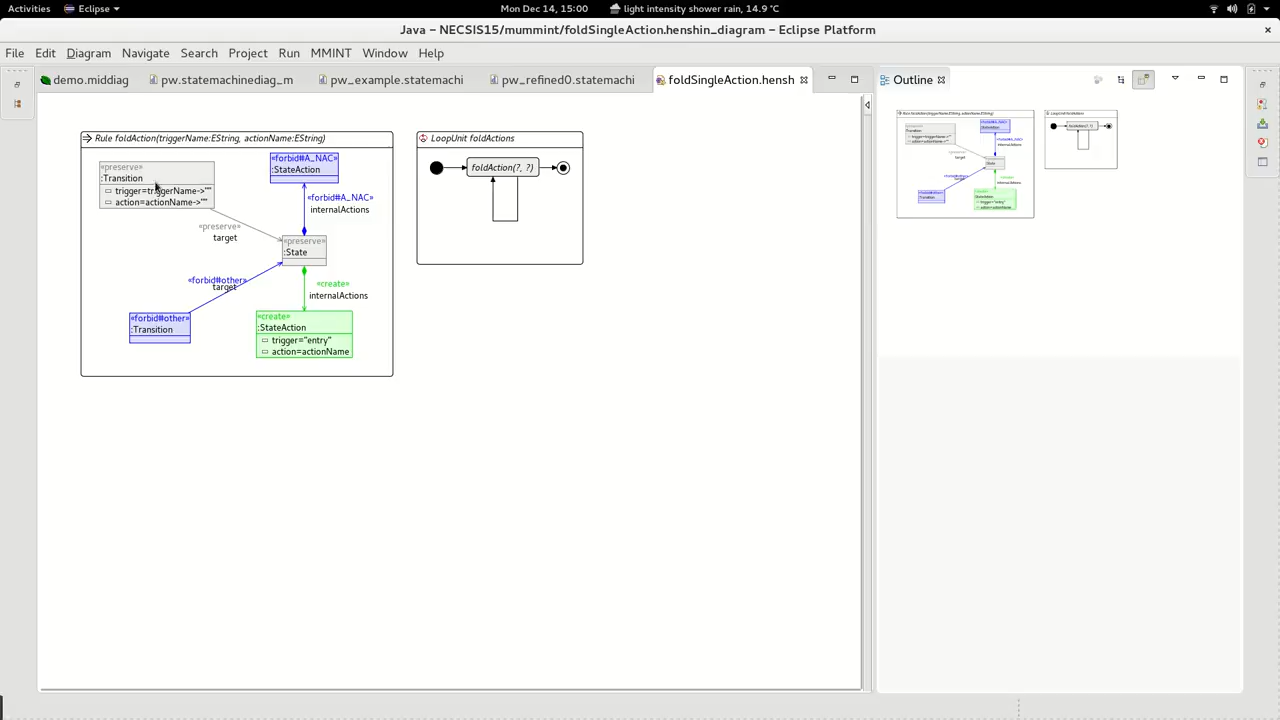 Activities Eclipse Mon Dec 14, 15:00 light intensity shower rain, 14.9 °C
Java – NECSIS15/mummint/foldSingleAction.henshin_diagram – Eclipse Platform ×
File Edit Diagram Navigate Search Project Run MMINT Window Help
demo.middiag pw.statemachinediag_m pw_example.statemachi pw_refined0.statemachi foldSingleAction.hensh Outline
Rule foldAction(triggerName:EString, actionName:EString)
«preserve»
:Transition
trigger=triggerName->""
action=actionName->""
«forbid#A_NAC»
:StateAction
«forbid#A_NAC»
internalActions
«preserve»
target
«preserve»
:State
«forbid#other»
target
«create»
internalActions
«forbid#other»
:Transition
«create»
:StateAction
trigger="entry"
action=actionName
LoopUnit foldActions
foldAction(?, ?)